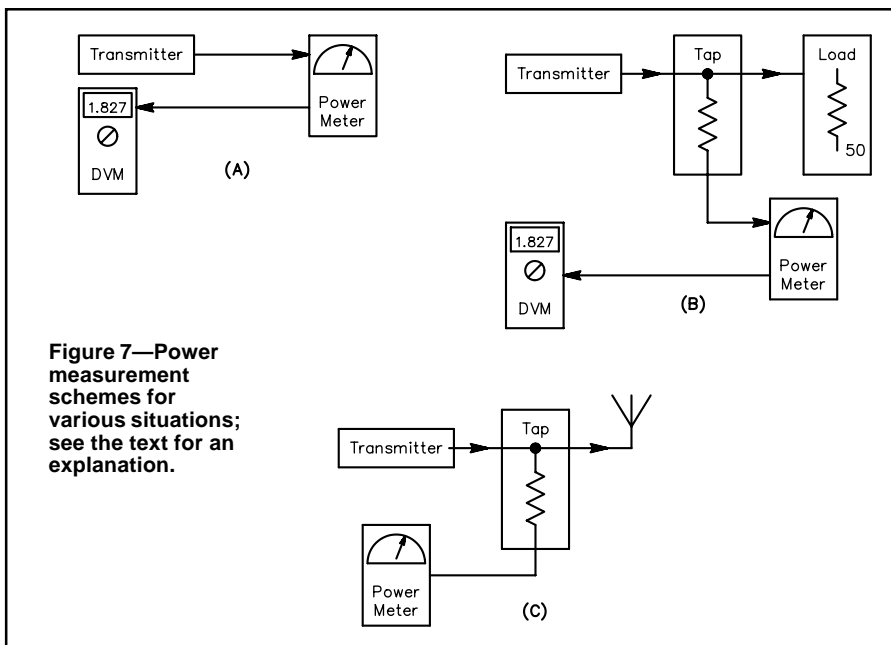 Transmitter
Power
Meter
1.827
DVM
(A)
Transmitter
Tap
Load
50
Power
Meter
1.827
DVM
(B)
Figure 7—Power
measurement
schemes for
various situations;
see the text for an
explanation.
Transmitter
Tap
Power
Meter
(C)